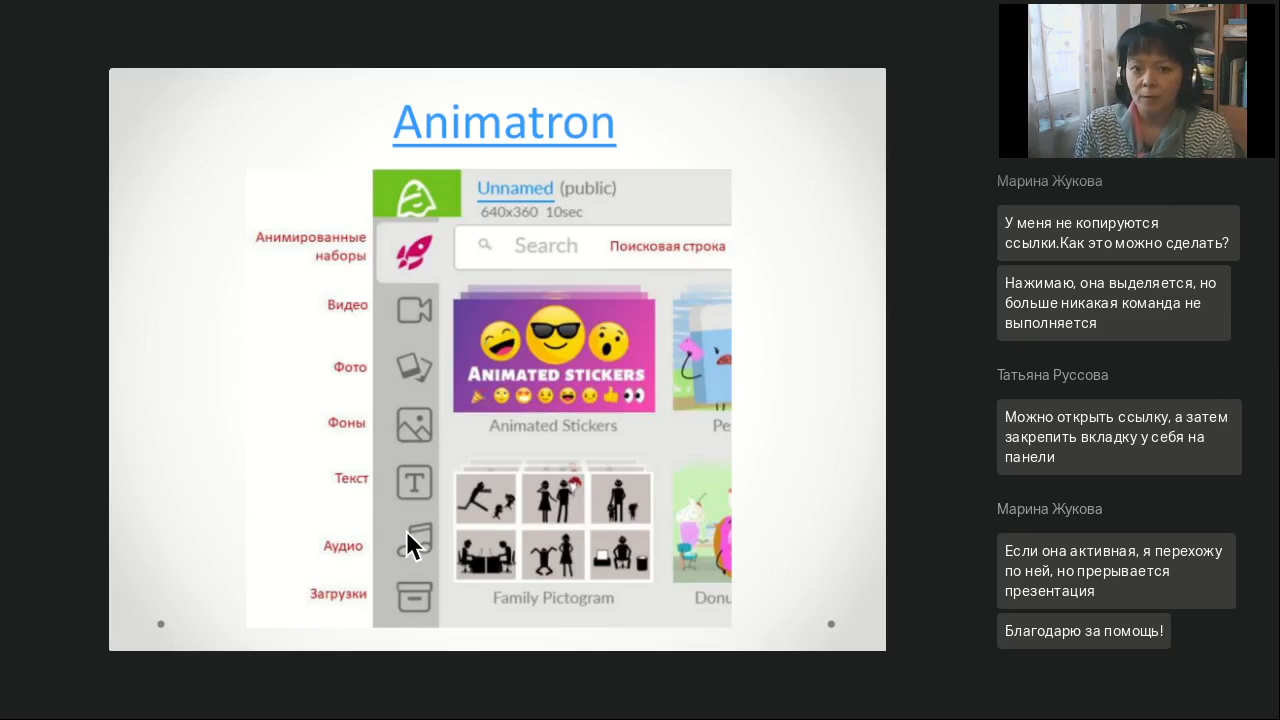 Animatron
Unnamed (public)
640x360 10sec
Анимированные
наборы
Search
Поисковая строка
Видео
Фото
ANIMATED STICKERS
Фоны
Animated Stickers
Pe
Текст
Аудио
Загрузки
Family Pictogram
Donu
Марина Жукова
У меня не копируются
ссылки.Как это можно сделать?
Нажимаю, она выделяется, но
больше никакая команда не
выполняется
Татьяна Руссова
Можно открыть ссылку, а затем
закрепить вкладку у себя на
панели
Марина Жукова
Если она активная, я перехожу
по ней, но прерывается
презентация
Благодарю за помощь!